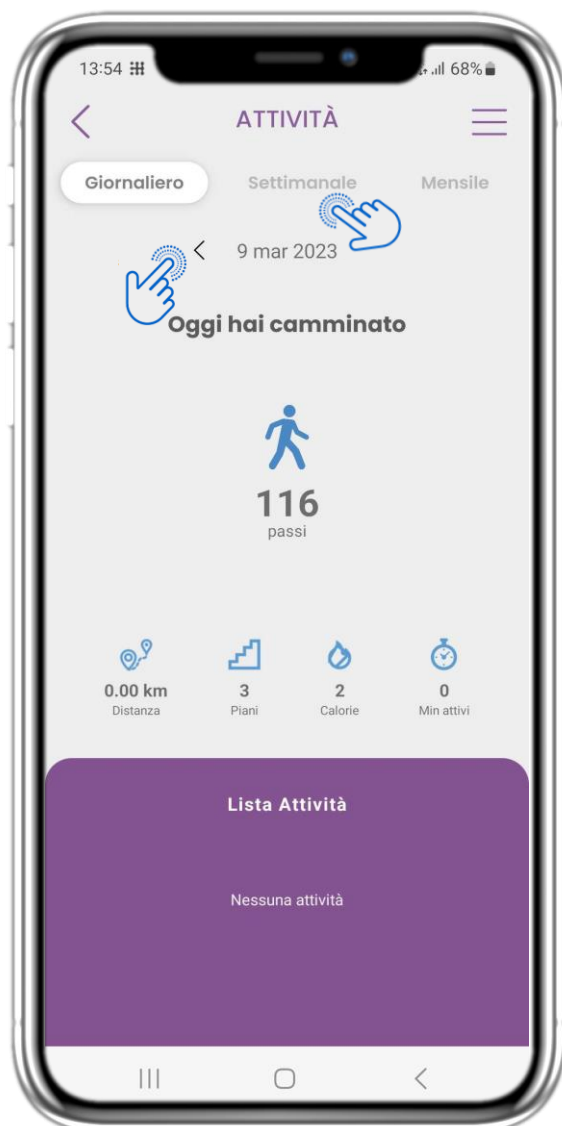 13:54 68%
ATTIVITÀ
Giornaliero Settimanale Mensile
9 mar 2023
Oggi hai camminato
116
passi
0.00 km 3 2 0
Distanza Piani Calorie Min attivi
Lista Attività
Nessuna attività